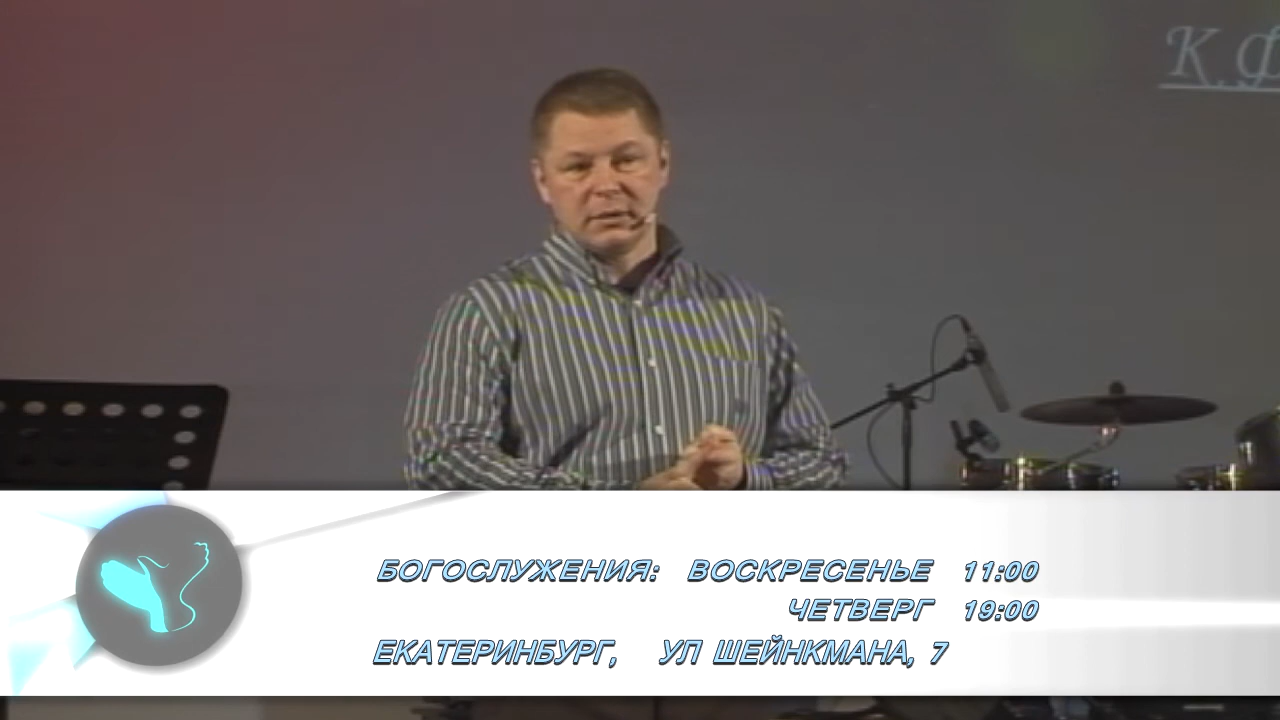 К Ф
БОГОСЛУЖЕНИЯ: ВОСКРЕСЕНЬЕ 11:00
ЧЕТВЕРГ 19:00
ЕКАТЕРИНБУРГ, УЛ ШЕЙНКМАНА, 7